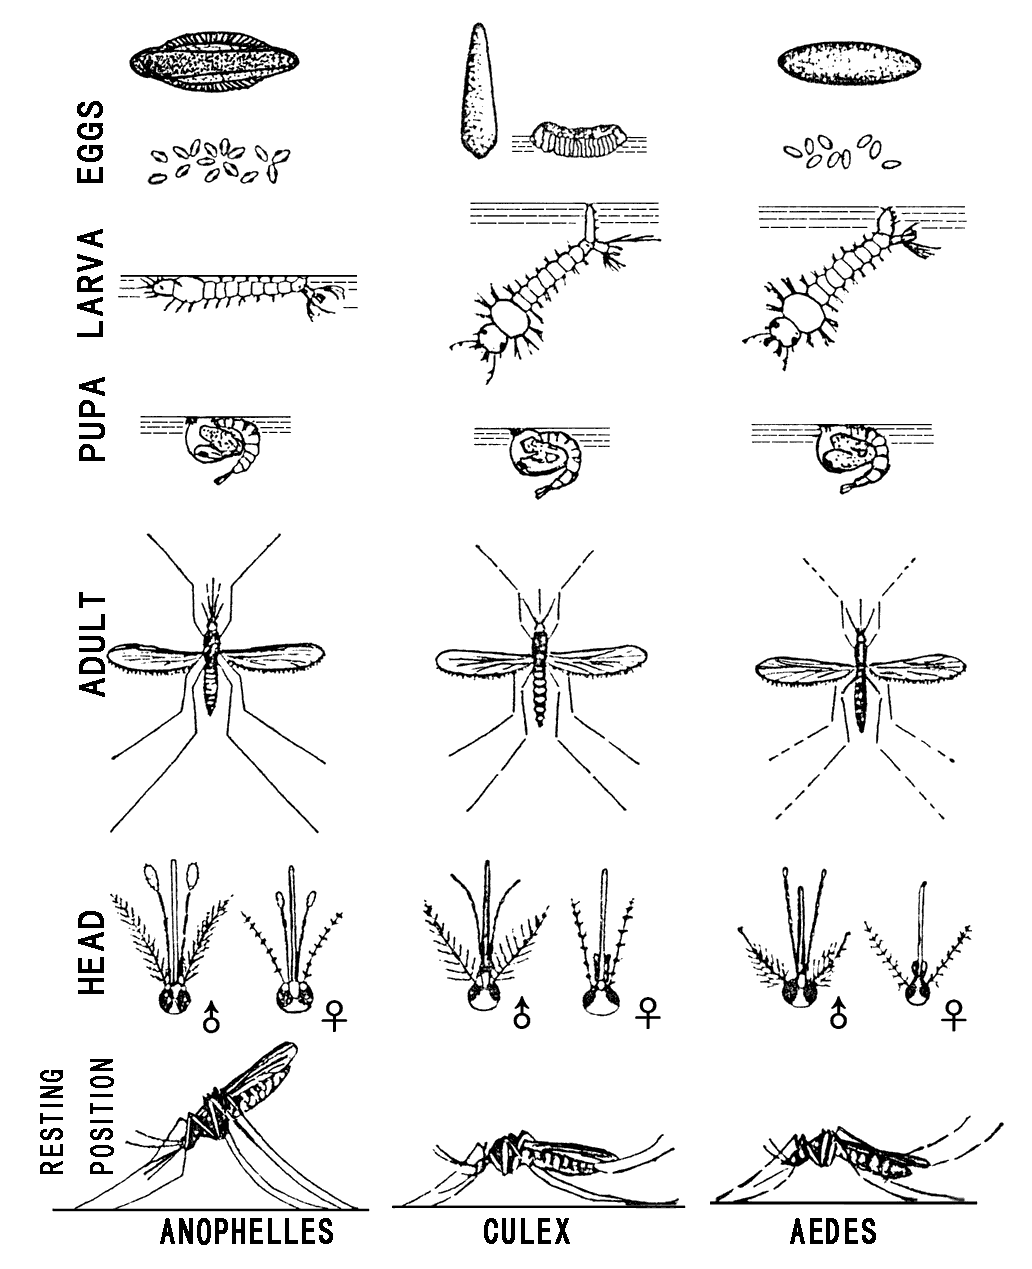 EGGS
LARVA
PUPA
ADULT
HEAD
♂ ♀ ♂ ♀ ♂ ♀
RESTING
POSITION
ANOPHELLES CULEX AEDES